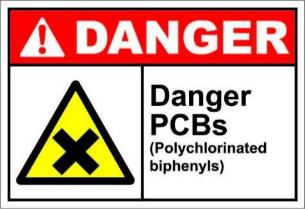 DANGER
Danger
PCBs
(Polychlorinated
biphenyls)